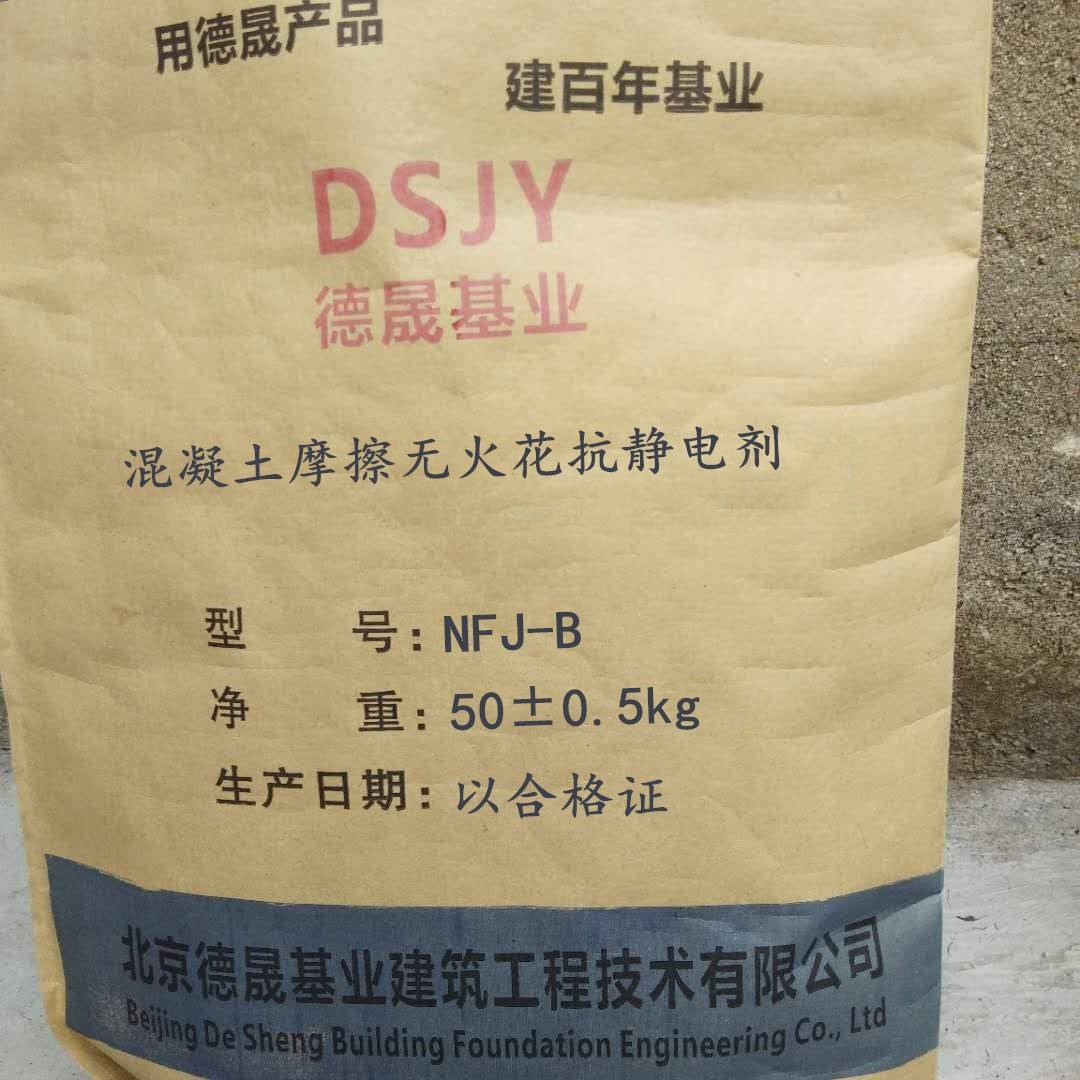 用德晟产品
建百年基业
DSJY
德晟基业
混凝土摩擦无火花抗静电剂
型 号:NFJ-B
净 重:50±0.5kg
生产日期:以合格证
北京德晟基业建筑工程技术有限公司
Beijing De Sheng Building Foundation Engineering Co., Ltd